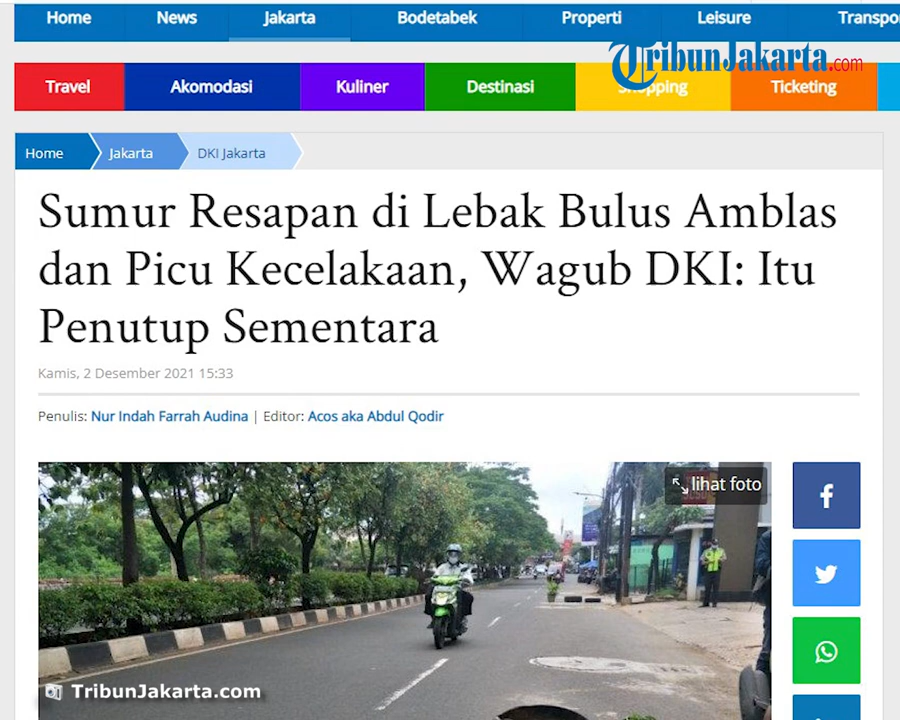 Home News Jakarta Bodetabek Properti Leisure Transpo
TribunJakarta.com
Travel Akomodasi Kuliner Destinasi Shopping Ticketing
Home Jakarta DKI Jakarta
Sumur Resapan di Lebak Bulus Amblas
dan Picu Kecelakaan, Wagub DKI: Itu
Penutup Sementara
Kamis, 2 Desember 2021 15:33
Penulis: Nur Indah Farrah Audina | Editor: Acos aka Abdul Qodir
lihat foto
TribunJakarta.com